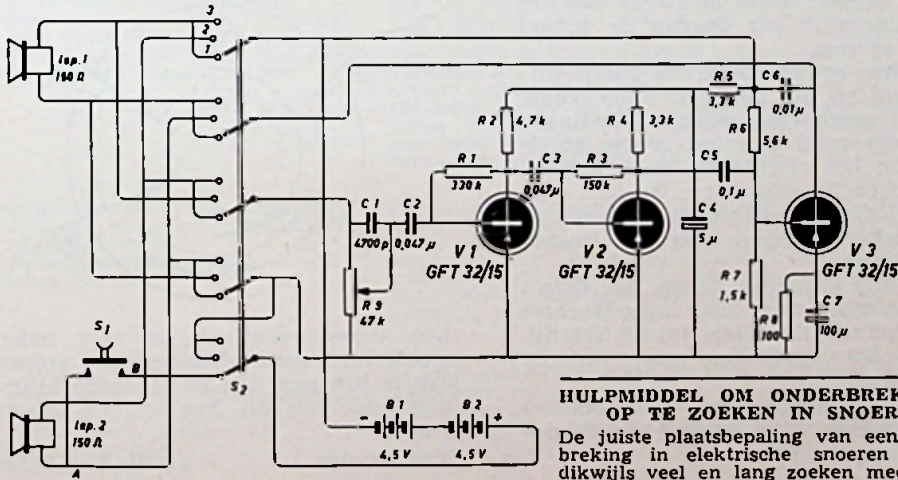 3
2
1
lsp. 1
150 Ω
S1
B
S2
lsp. 2
150 Ω
A
R 1
330 k
R 2
4,7 k
C 1
4700 p
C 2
0,047 μ
R 9
47 k
C 3
0,047 μ
V 1
GFT 32/15
R 3
150 k
R 4
3,3 k
V 2
GFT 32/15
C 4
5 μ
R 5
3,3 k
C 5
0,1 μ
C 6
0,01 μ
R 6
5,6 k
R 7
1,5 k
R 8
100
V 3
GFT 32/15
C 7
100 μ
B 1
4,5 V
B 2
+
4,5 V
HULPMIDDEL OM ONDERBREK
OP TE ZOEKEN IN SNOER
De juiste plaatsbepaling van een
breking in elektrische snoeren
dikwijls veel en lang zoeken mee